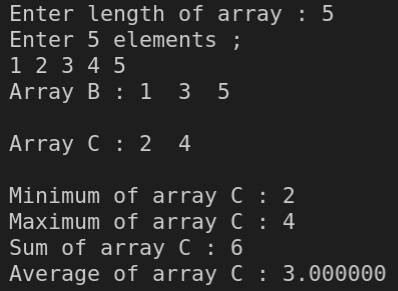 Enter length of array : 5
Enter 5 elements ;
1 2 3 4 5
Array B : 1  3  5
Array C : 2  4
Minimum of array C : 2
Maximum of array C : 4
Sum of array C : 6
Average of array C : 3.000000